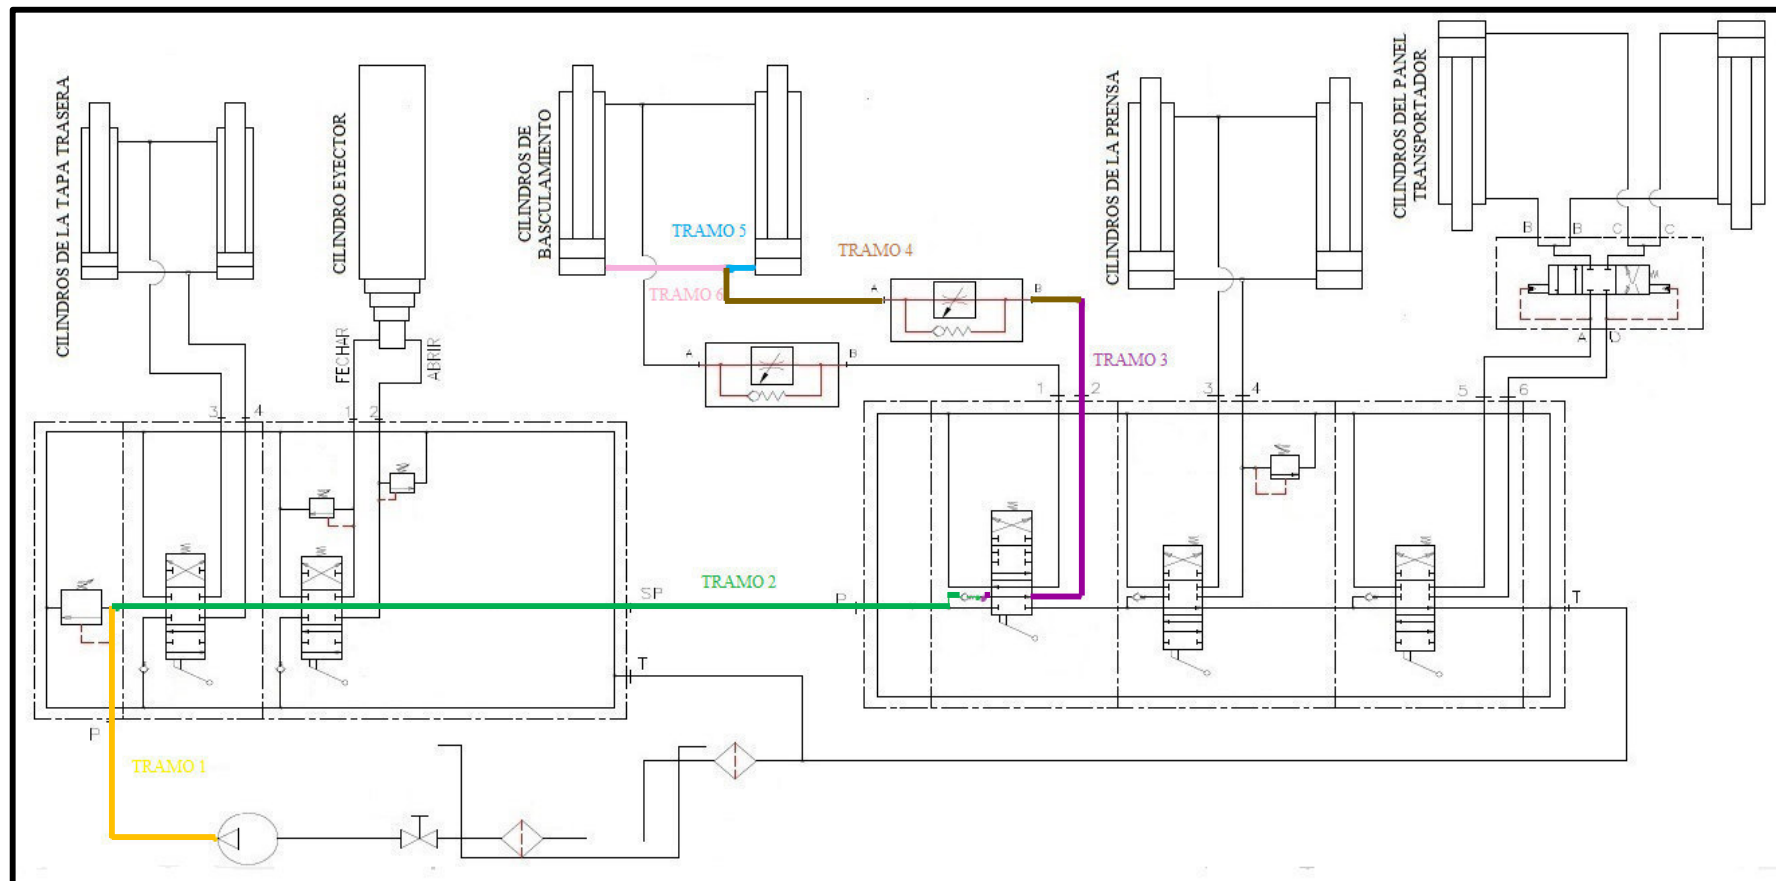 CILINDROS DE LA TAPA TRASERA
CILINDRO EYECTOR
CILINDROS DE
BASCULAMIENTO
CILINDROS DE LA PRENSA
CILINDROS DEL PANEL
TRANSPORTADOR
TRAMO 5
TRAMO 4
TRAMO 6
TRAMO 3
B
B
C
C
A
D
A
B
A
B
FECHAR
ABRIR
3
4
1
2
1
2
3
4
5
6
TRAMO 2
SP
P
T
T
P
TRAMO 1